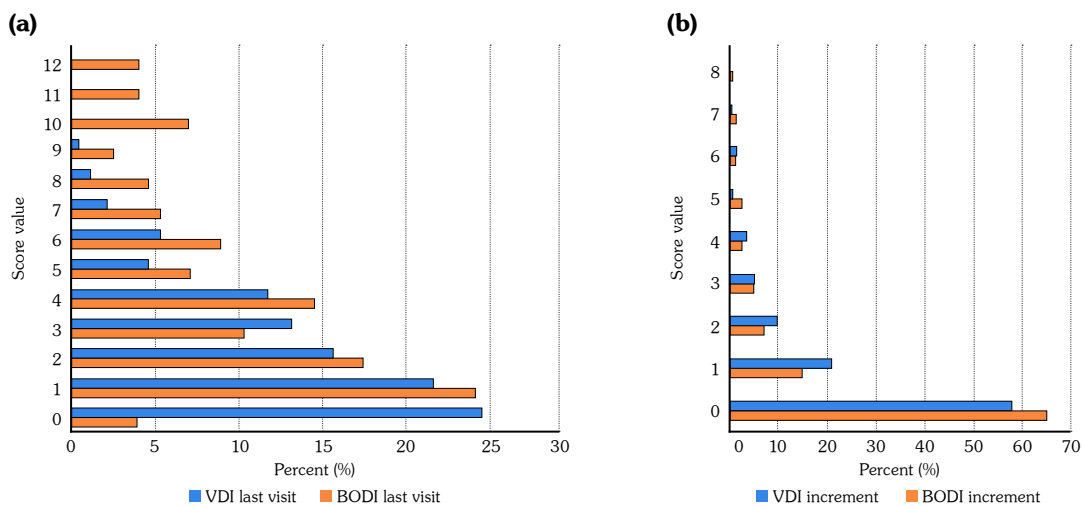 (a)
Score value
12
11
10
9
8
7
6
5
4
3
2
1
0
0 5 10 15 20 25 30
Percent (%)
VDI last visit BODI last visit
(b)
Score value
8
7
6
5
4
3
2
1
0
0 10 20 30 40 50 60 70
Percent (%)
VDI increment BODI increment